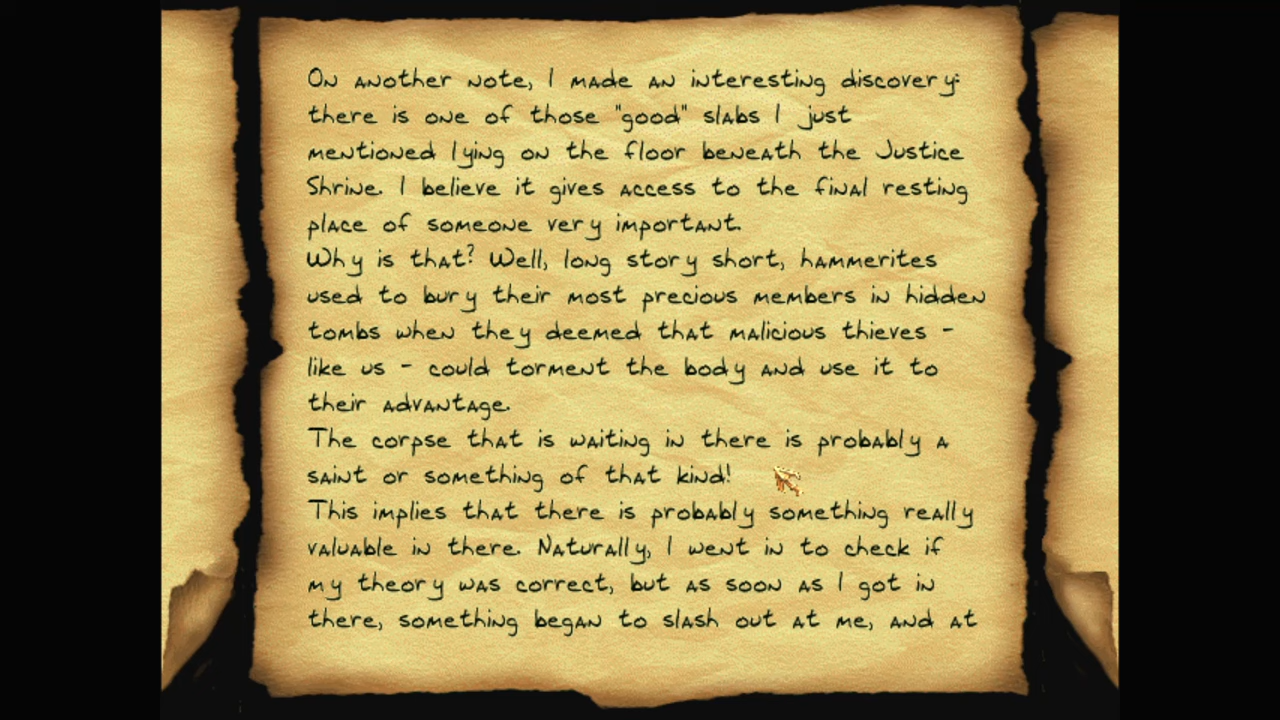 On another note, I made an interesting discovery:
there is one of those "good" slabs I just
mentioned lying on the floor beneath the Justice
Shrine. I believe it gives access to the final resting
place of someone very important.
Why is that? Well, long story short, hammerites
used to bury their most precious members in hidden
tombs when they deemed that malicious thieves -
like us - could torment the body and use it to
their advantage.
The corpse that is waiting in there is probably a
saint or something of that kind!
This implies that there is probably something really
valuable in there. Naturally, I went in to check if
my theory was correct, but as soon as I got in
there, something began to slash out at me, and at